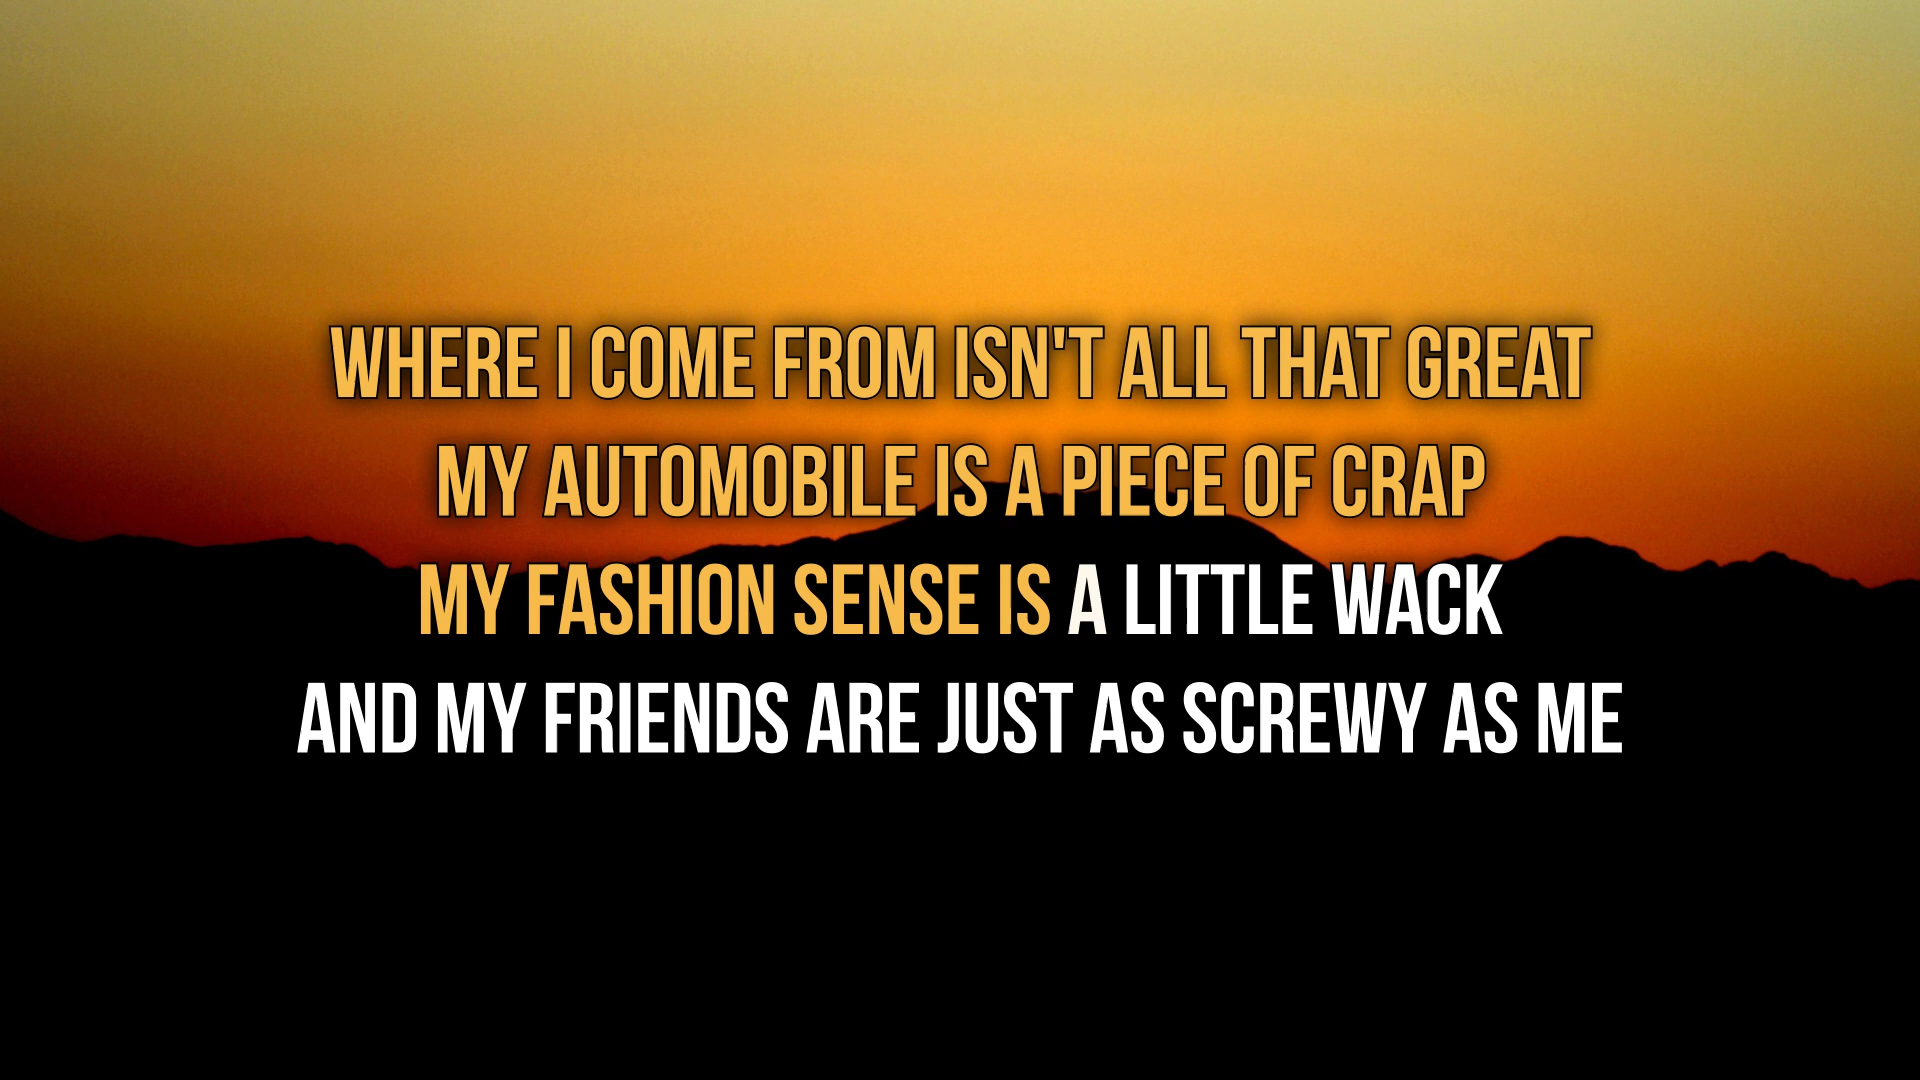 WHERE I COME FROM ISN'T ALL THAT GREAT
MY AUTOMOBILE IS A PIECE OF CRAP
MY FASHION SENSE IS A LITTLE WACK
AND MY FRIENDS ARE JUST AS SCREWY AS ME